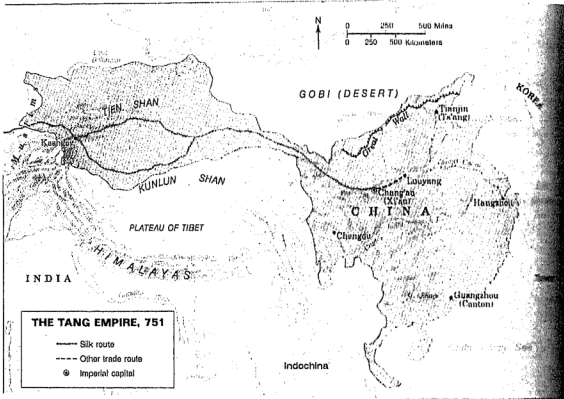 N
0 250 500 Miles
0 250 500 Kilometers
GOBI (DESERT)
KOREA
TIEN SHAN
Great Wall
Tianjin
(Ts'ang)
Kashgar
Luoyang
Chang'an
(Xi'an)
Hangzhou
KUNLUN SHAN
CHINA
PLATEAU OF TIBET
Chengdu
HIMALAYAS
INDIA
Guangzhou
(Canton)
THE TANG EMPIRE, 751
Silk route
Other trade route
Imperial capital
Indochina